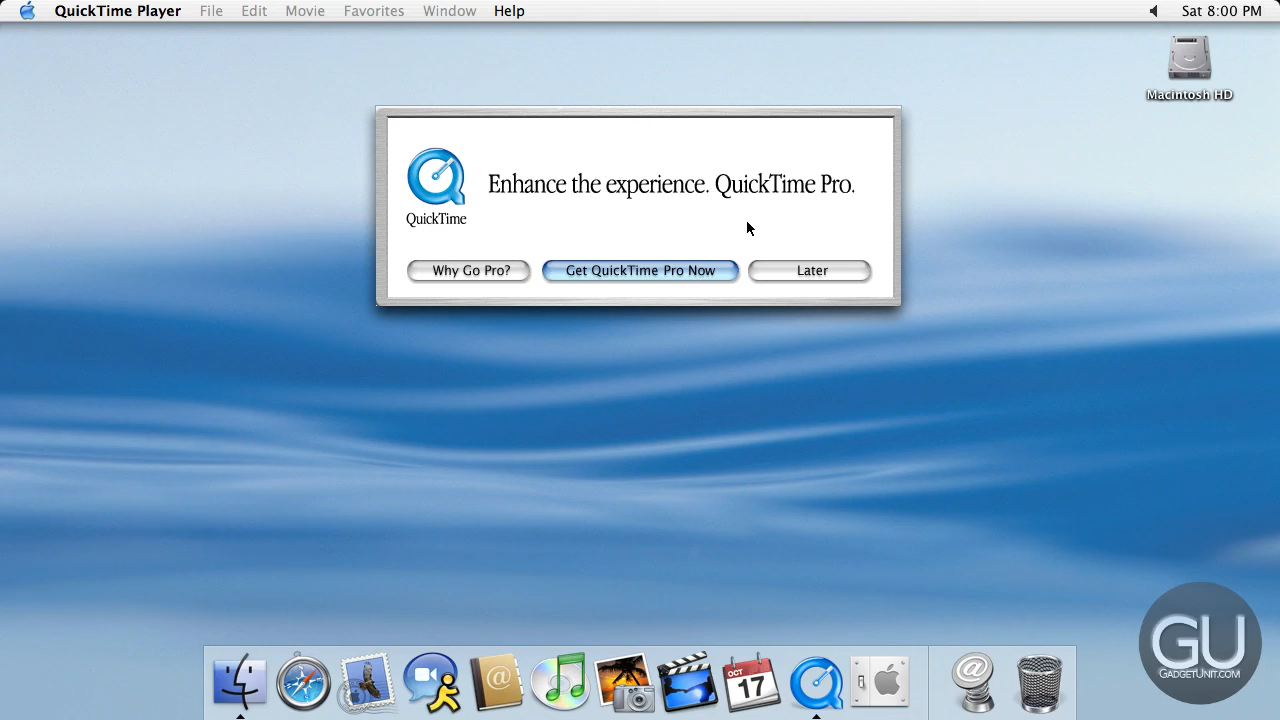 QuickTime Player File Edit Movie Favorites Window Help Sat 8:00 PM
Macintosh HD
Enhance the experience. QuickTime Pro.
QuickTime
Why Go Pro? Get QuickTime Pro Now Later
GU
GADGETUNIT.COM
@
OCT
17
@